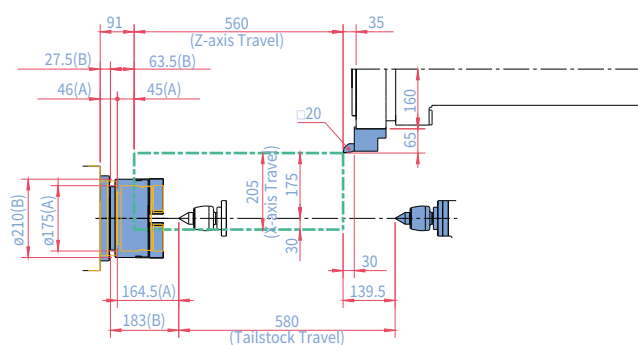 91
560
35
(Z-axis Travel)
27.5(B)
63.5(B)
46(A)
45(A)
160
□20
65
205
(X-axis Travel)
175
30
ø210(B)
ø175(A)
30
164.5(A)
139.5
183(B)
580
(Tailstock Travel)